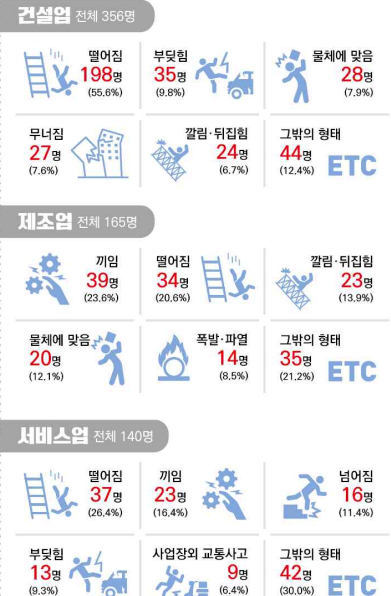 건설업 전체 356명
떨어짐
198명
(55.6%)
부딪힘
35명
(9.8%)
물체에 맞음
28명
(7.9%)
무너짐
27명
(7.6%)
깔림·뒤집힘
24명
(6.7%)
그밖의 형태
44명
(12.4%)
ETC
제조업 전체 165명
끼임
39명
(23.6%)
떨어짐
34명
(20.6%)
깔림·뒤집힘
23명
(13.9%)
물체에 맞음
20명
(12.1%)
폭발·파열
14명
(8.5%)
그밖의 형태
35명
(21.2%)
ETC
서비스업 전체 140명
떨어짐
37명
(26.4%)
끼임
23명
(16.4%)
넘어짐
16명
(11.4%)
부딪힘
13명
(9.3%)
사업장외 교통사고
9명
(6.4%)
그밖의 형태
42명
(30.0%)
ETC